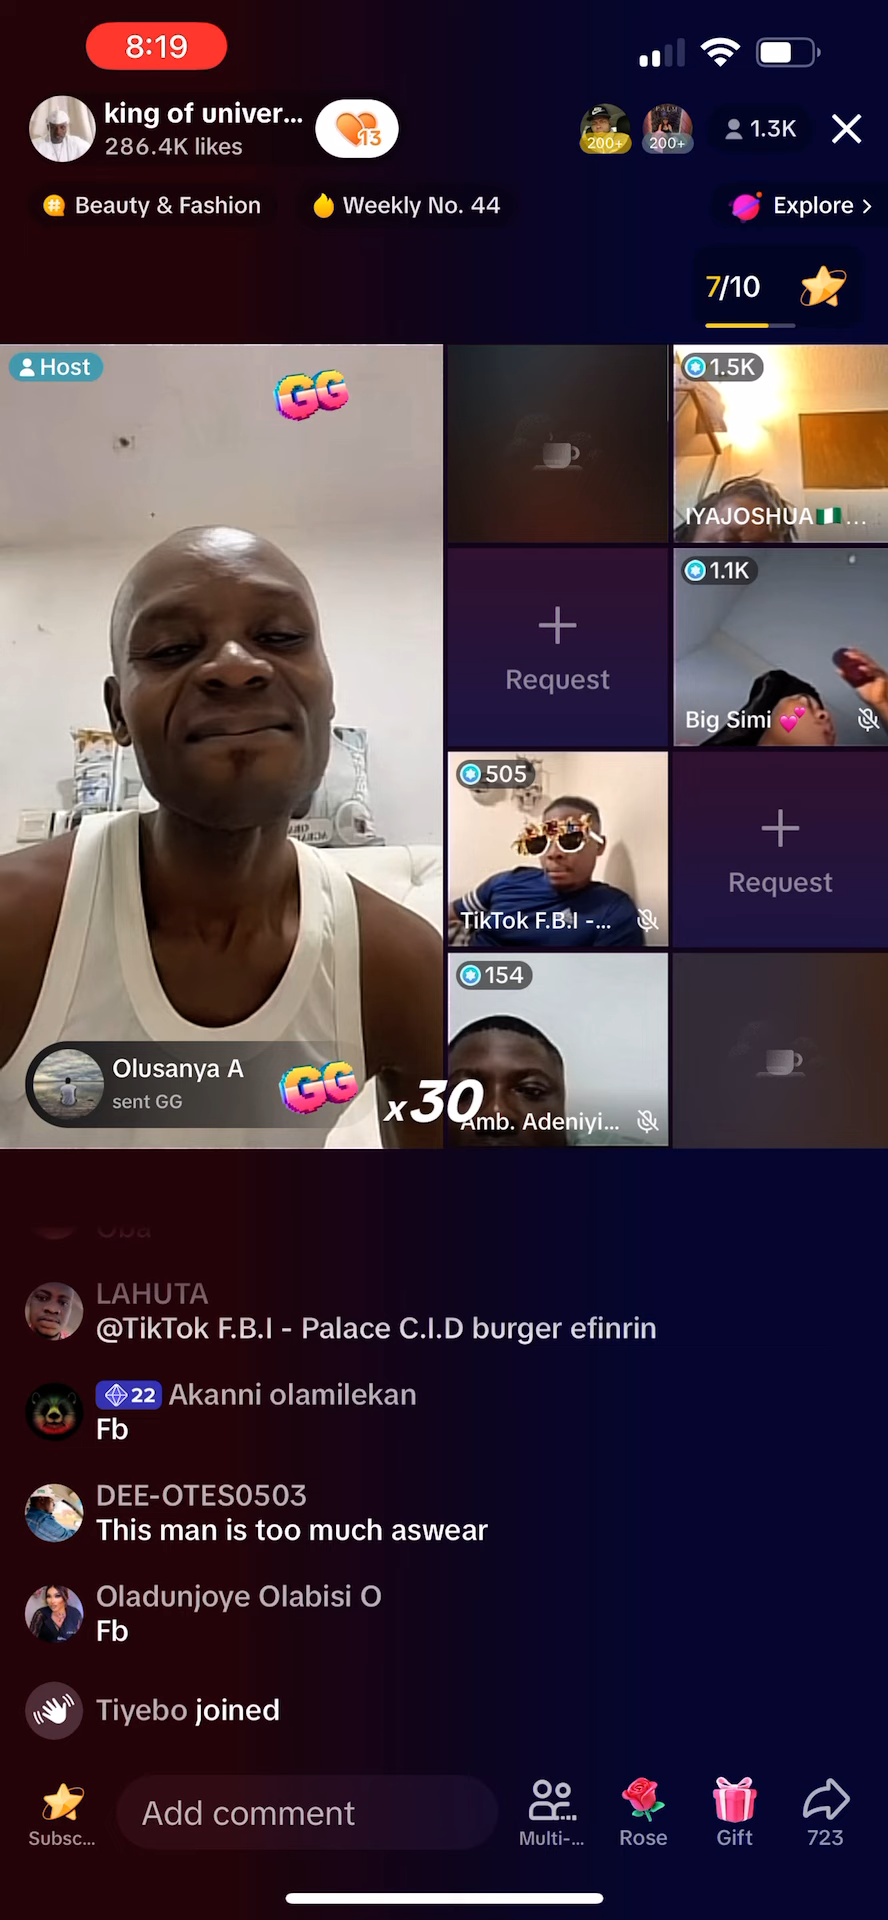 8:19
king of univer...
286.4K likes
13
200+
200+
1.3K
Beauty & Fashion
Weekly No. 44
Explore >
7/10
Host
GG
1.5K
IYAJOSHUA🇳🇬...
1.1K
Request
Big Simi 💕
505
TikTok F.B.I -...
Request
154
Amb. Adeniyi...
Olusanya A
sent GG
GG
x30
Oba
LAHUTA
@TikTok F.B.I - Palace C.I.D burger efinrin
22 Akanni olamilekan
Fb
DEE-OTES0503
This man is too much aswear
Oladunjoye Olabisi O
Fb
Tiyebo joined
Subsc...
Add comment
Multi-...
Rose
Gift
723